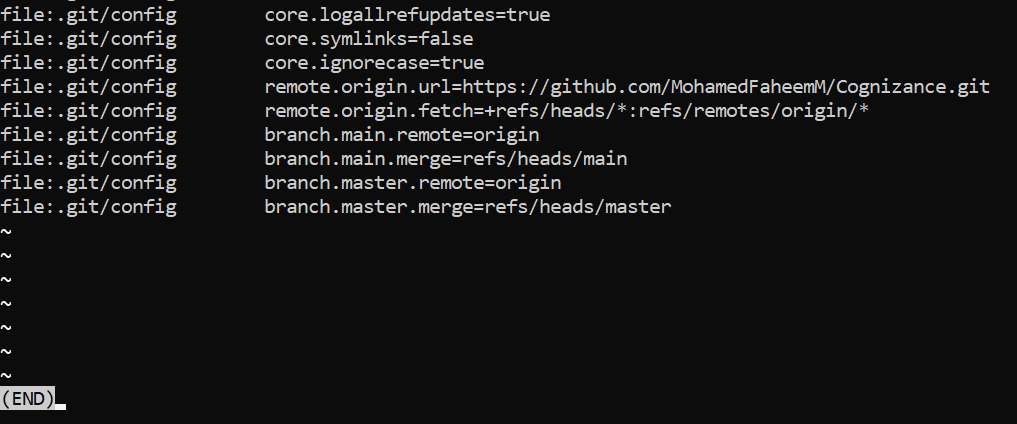 file:.git/config        core.logallrefupdates=true
file:.git/config        core.symlinks=false
file:.git/config        core.ignorecase=true
file:.git/config        remote.origin.url=https://github.com/MohamedFaheemM/Cognizance.git
file:.git/config        remote.origin.fetch=+refs/heads/*:refs/remotes/origin/*
file:.git/config        branch.main.remote=origin
file:.git/config        branch.main.merge=refs/heads/main
file:.git/config        branch.master.remote=origin
file:.git/config        branch.master.merge=refs/heads/master
~
~
~
~
~
~
~
(END)